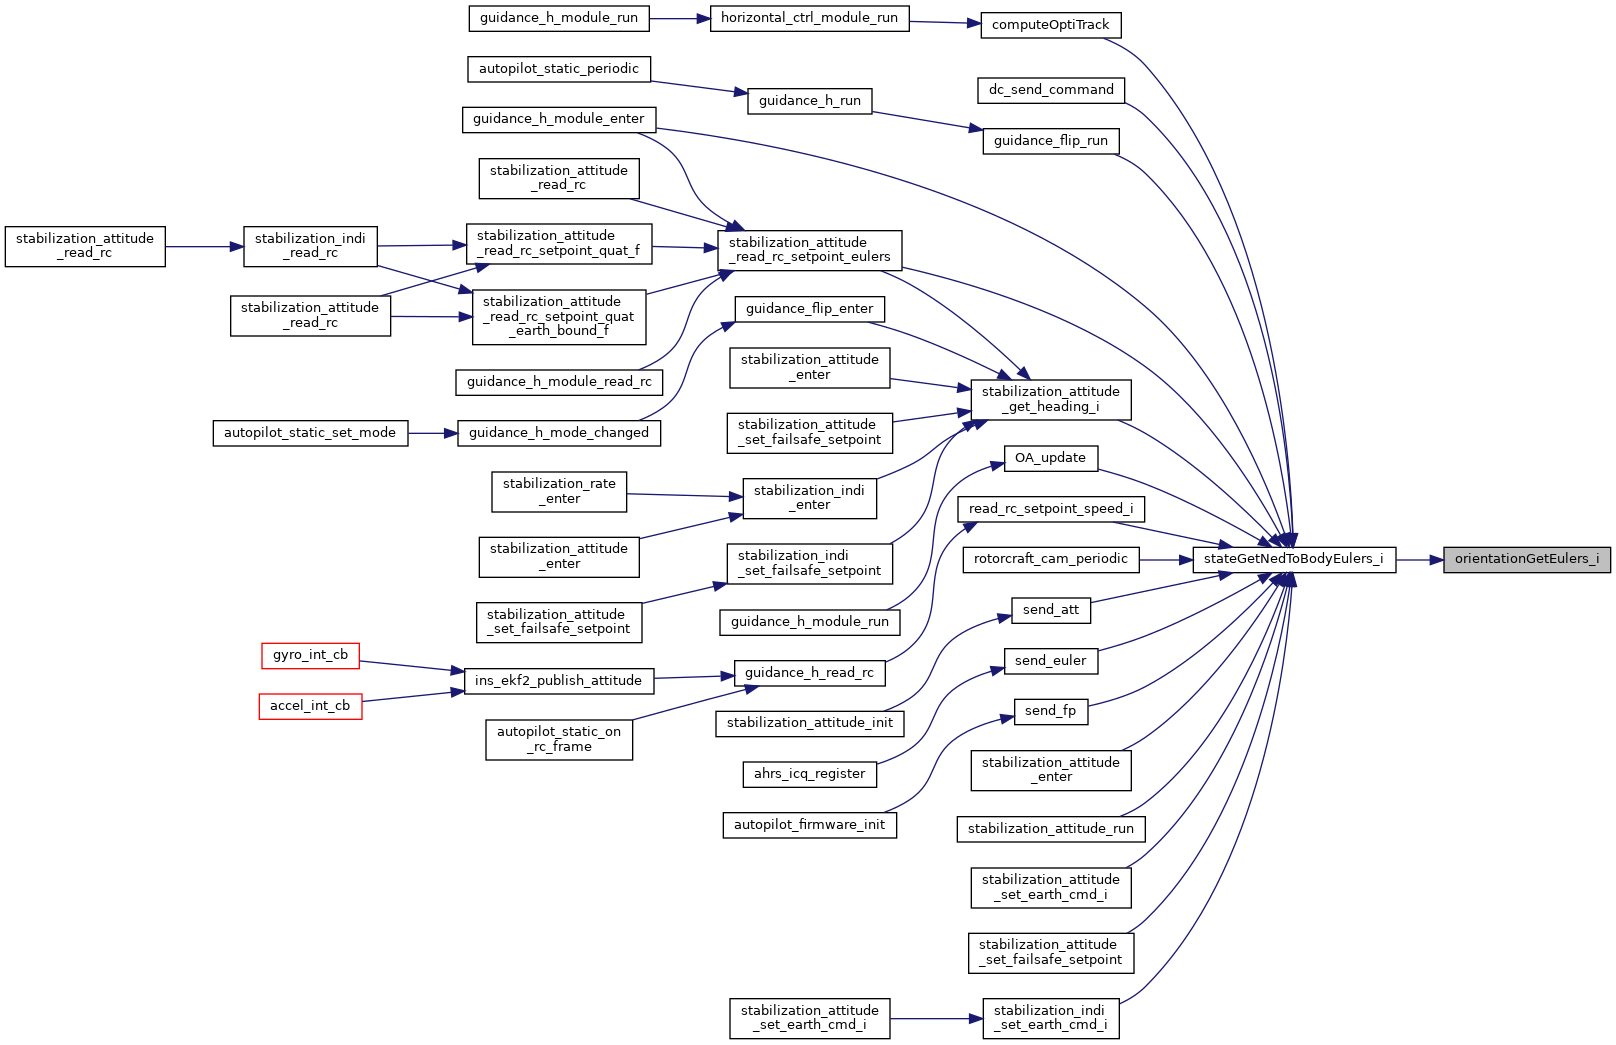 guidance_h_module_run
horizontal_ctrl_module_run
computeOptiTrack
autopilot_static_periodic
guidance_h_run
dc_send_command
guidance_h_module_enter
guidance_flip_run
stabilization_attitude
_read_rc
stabilization_attitude
_read_rc
stabilization_indi
_read_rc
stabilization_attitude
_read_rc_setpoint_quat_f
stabilization_attitude
_read_rc_setpoint_eulers
stabilization_attitude
_read_rc
stabilization_attitude
_read_rc_setpoint_quat
_earth_bound_f
guidance_flip_enter
guidance_h_module_read_rc
stabilization_attitude
_enter
stabilization_attitude
_get_heading_i
autopilot_static_set_mode
guidance_h_mode_changed
stabilization_attitude
_set_failsafe_setpoint
OA_update
stabilization_rate
_enter
stabilization_indi
_enter
read_rc_setpoint_speed_i
stabilization_attitude
_enter
stabilization_indi
_set_failsafe_setpoint
rotorcraft_cam_periodic
stateGetNedToBodyEulers_i
orientationGetEulers_i
stabilization_attitude
_set_failsafe_setpoint
guidance_h_module_run
send_att
gyro_int_cb
accel_int_cb
ins_ekf2_publish_attitude
guidance_h_read_rc
send_euler
autopilot_static_on
_rc_frame
stabilization_attitude_init
send_fp
ahrs_icq_register
stabilization_attitude
_enter
autopilot_firmware_init
stabilization_attitude_run
stabilization_attitude
_set_earth_cmd_i
stabilization_attitude
_set_failsafe_setpoint
stabilization_attitude
_set_earth_cmd_i
stabilization_indi
_set_earth_cmd_i